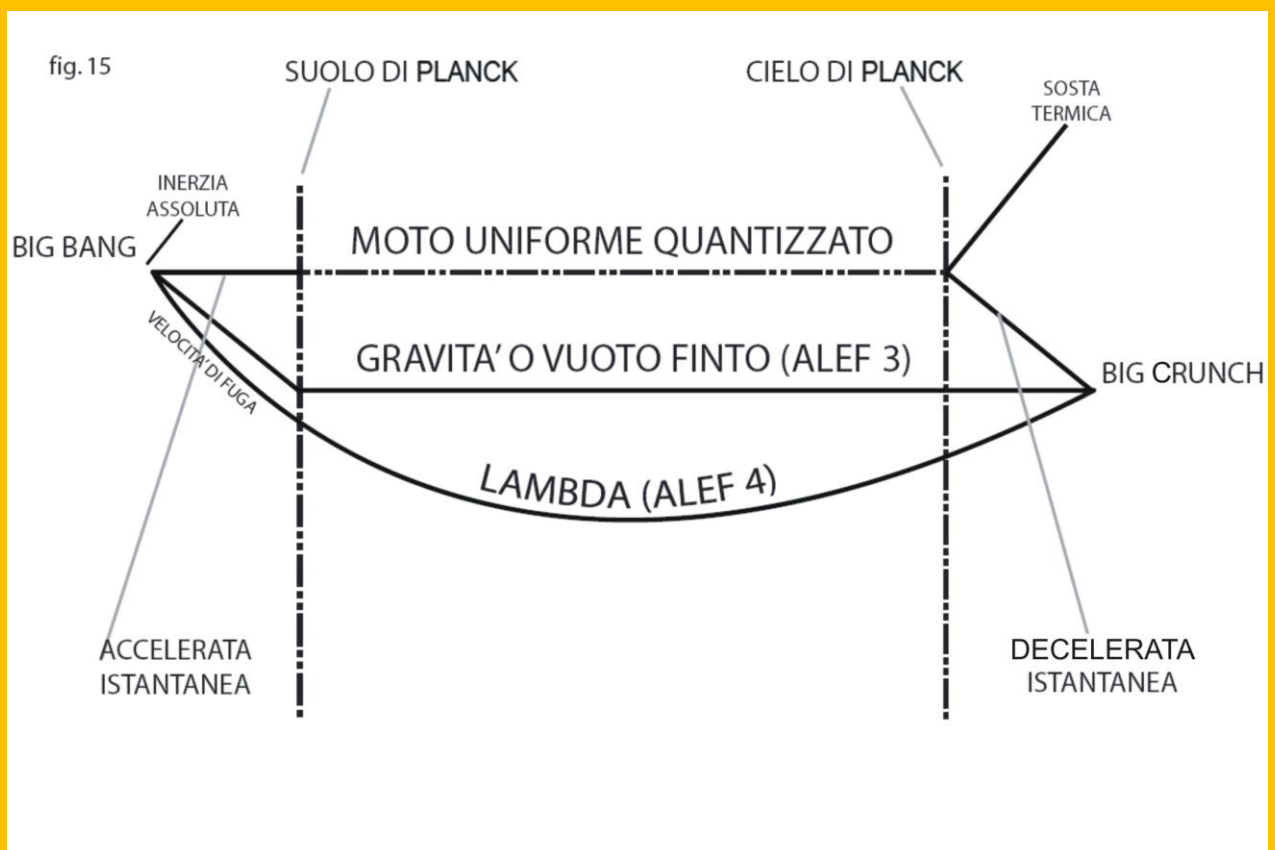 fig. 15
SUOLO DI PLANCK
CIELO DI PLANCK
SOSTA
TERMICA
INERZIA
ASSOLUTA
BIG BANG
MOTO UNIFORME QUANTIZZATO
VELOCITA' DI FUGA
GRAVITA' O VUOTO FINTO (ALEF 3)
BIG CRUNCH
LAMBDA (ALEF 4)
ACCELERATA
ISTANTANEA
DECELERATA
ISTANTANEA